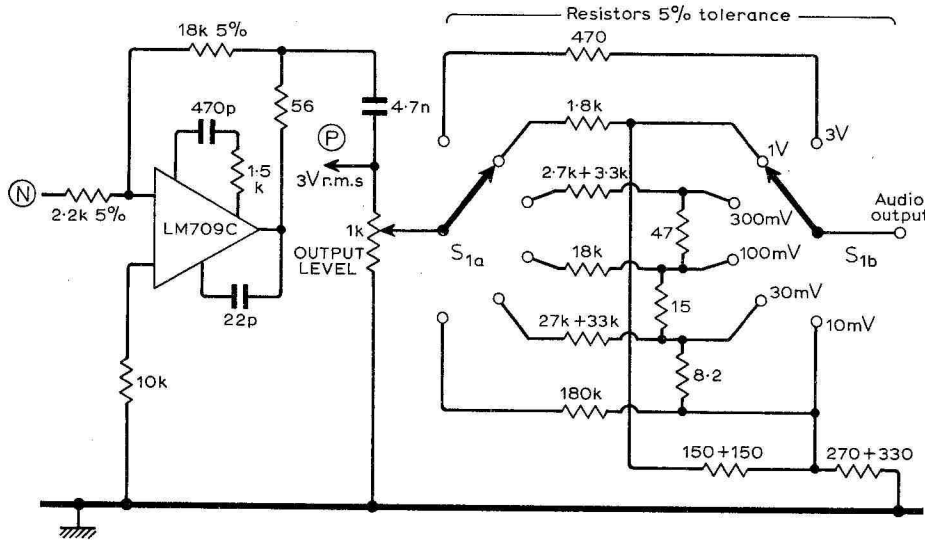 Resistors 5% tolerance
18k 5%
470
470p
56
4·7n
1·8k
3V
P
1V
1·5
k
3V r.m.s
N
2·7k+3·3k
2·2k 5%
LM709C
300mV
Audio
output
1k
OUTPUT
LEVEL
S1a
47
S1b
18k
100mV
22p
15
30mV
27k+33k
10mV
10k
8·2
180k
150+150
270+330